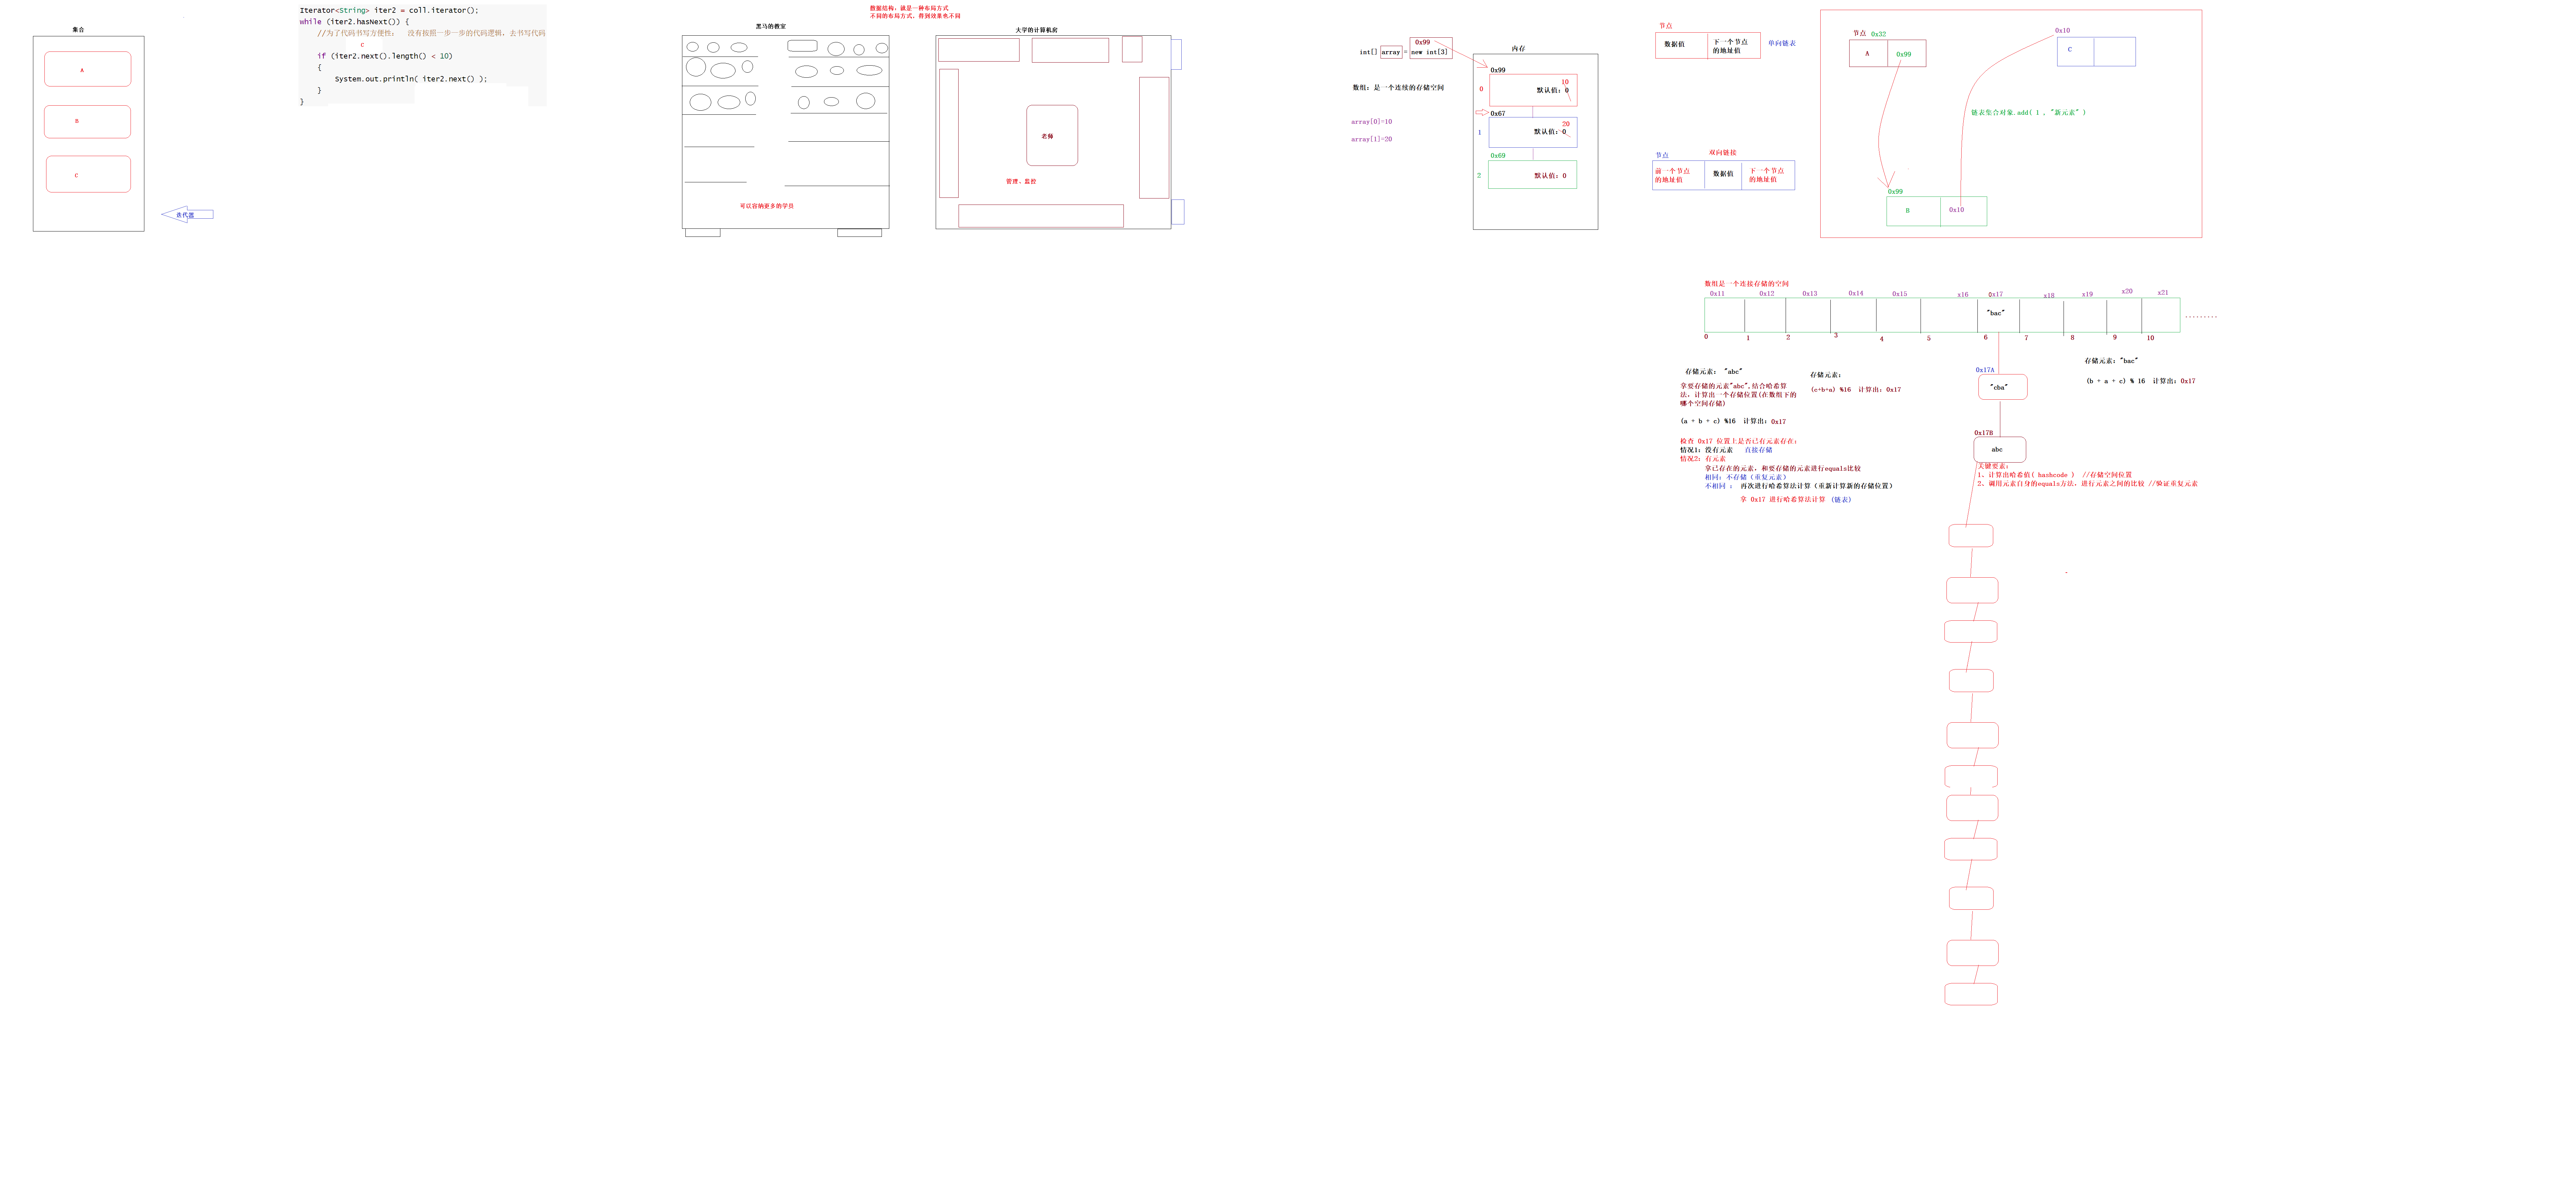 集合
A
B
C
迭代器
Iterator<String> iter2 = coll.iterator();
while (iter2.hasNext()) {
//为了代码书写方便性： 没有按照一步一步的代码逻辑，去书写代码
C
if (iter2.next().length() < 10)
{
System.out.println( iter2.next() );
}
}
数据结构：就是一种布局方式
不同的布局方式，得到效果也不同
黑马的教室
可以容纳更多的学员
大学的计算机房
老师
管理、监控
int[] array = new int[3]
0x99
数组：是一个连续的存储空间
array[0]=10
array[1]=20
内存
0x99
0
10
默认值：0
0x67
1
20
默认值：0
0x69
2
默认值：0
节点
数据值
下一个节点
的地址值
单向链表
节点
双向链接
前一个节点
的地址值
数据值
下一个节点
的地址值
节点 0x32
A
0x99
0x10
C
链表集合对象.add( 1 , "新元素" )
0x99
B
0x10
数组是一个连接存储的空间
0x11
0x12
0x13
0x14
0x15
x16
0x17
x18
x19
x20
x21
"bac"
.........
0
1
2
3
4
5
6
7
8
9
10
存储元素： "abc"
拿要存储的元素"abc",结合哈希算
法，计算出一个存储位置(在数组下的
哪个空间存储)
(a + b + c) %16 计算出：0x17
检查 0x17 位置上是否已有元素存在：
情况1：没有元素 直接存储
情况2：有元素
拿已存在的元素，和要存储的元素进行equals比较
相同：不存储（重复元素）
不相同 ： 再次进行哈希算法计算（重新计算新的存储位置）
拿 0x17 进行哈希算法计算 (链表)
存储元素：
(c+b+a) %16 计算出：0x17
0x17A
"cba"
0x17B
abc
存储元素："bac"
(b + a + c) % 16 计算出：0x17
关键要素：
1、计算出哈希值( hashcode ) //存储空间位置
2、调用元素自身的equals方法，进行元素之间的比较 //验证重复元素